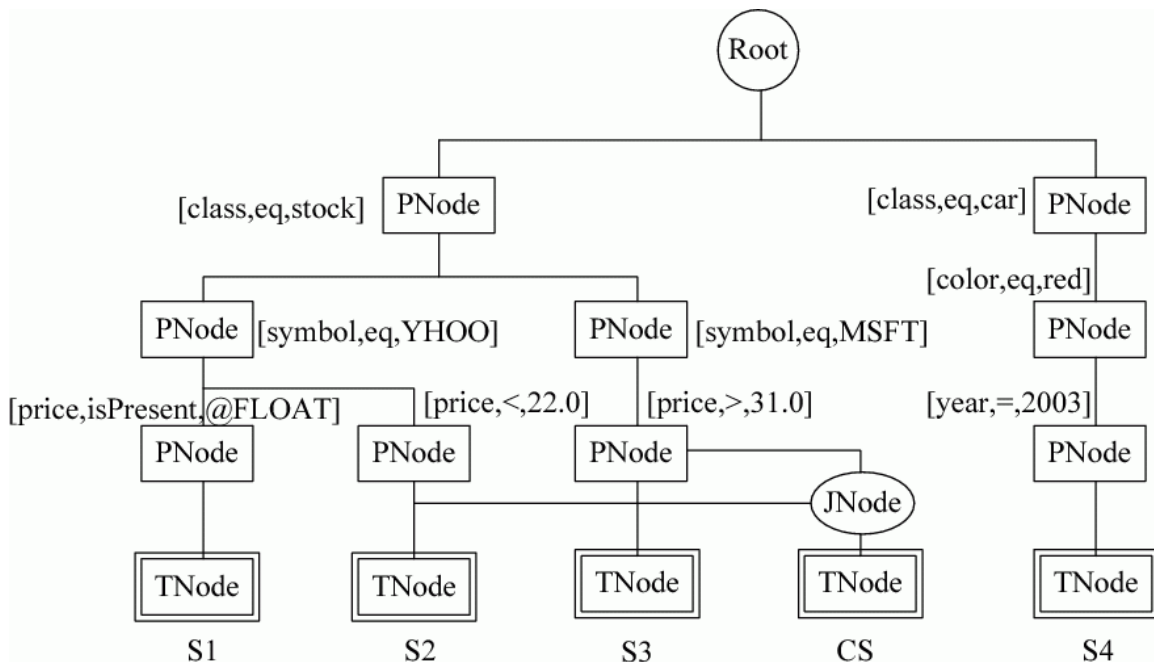 Root
[class,eq,stock] PNode
[class,eq,car] PNode
[color,eq,red]
PNode [symbol,eq,YHOO]
PNode [symbol,eq,MSFT]
PNode
[price,isPresent,@FLOAT]
[price,<,22.0]
[price,>,31.0]
[year,=,2003]
PNode
PNode
PNode
PNode
JNode
TNode
TNode
TNode
TNode
TNode
S1
S2
S3
CS
S4